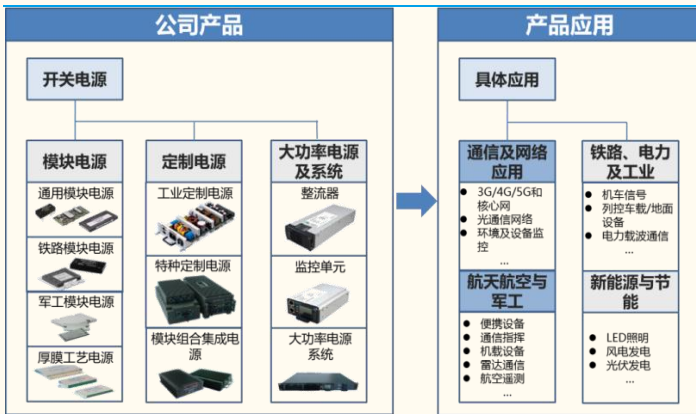 公司产品
开关电源
模块电源
通用模块电源
铁路模块电源
军工模块电源
厚膜工艺电源
定制电源
工业定制电源
特种定制电源
模块组合集成电
源
大功率电源
及系统
整流器
监控单元
大功率电源
系统
产品应用
具体应用
通信及网络
应用
● 3G/4G/5G和
核心网
● 光通信网络
● 环境及设备监
控
...
铁路、电力
及工业
● 机车信号
● 列控车载/地面
设备
● 电力载波通信
...
航天航空与
军工
● 便携设备
● 通信指挥
● 机载设备
● 雷达通信
● 航空遥测
...
新能源与节
能
● LED照明
● 风电发电
● 光伏发电
...